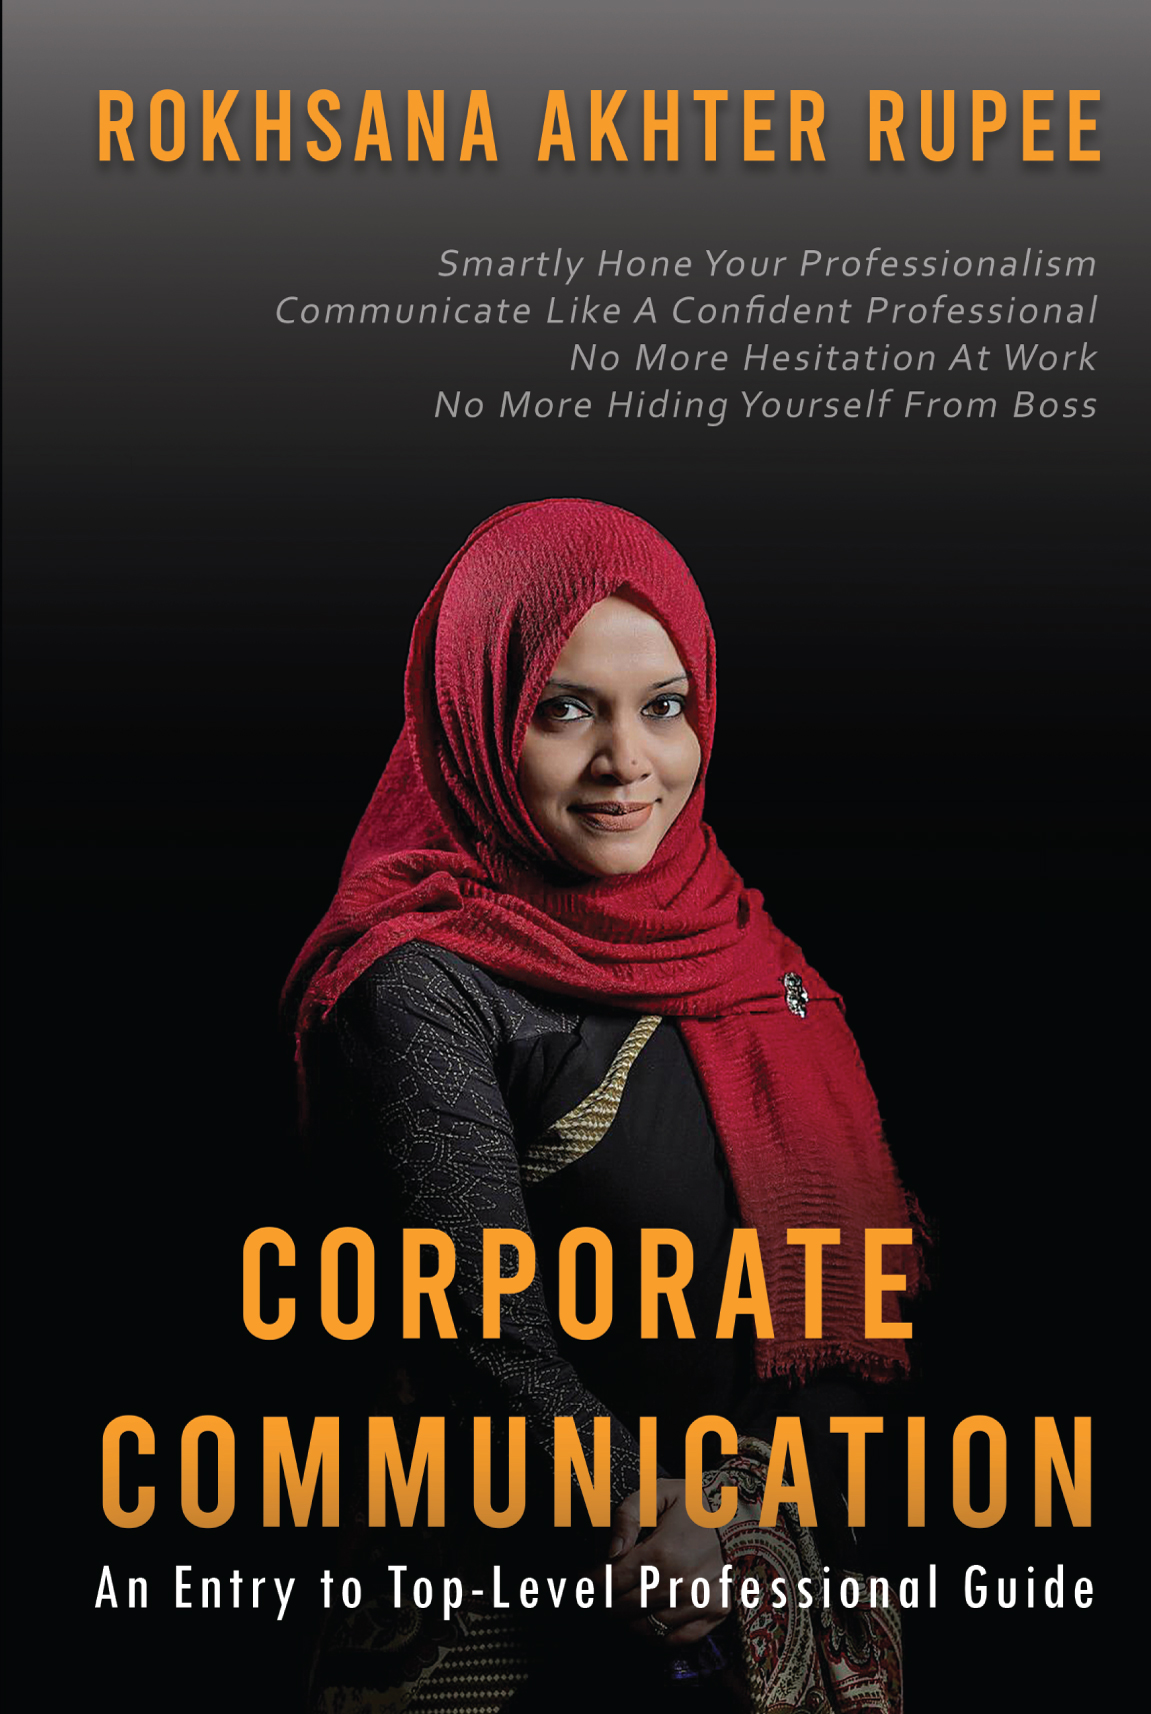 ROKHSANA AKHTER RUPEE
Smartly Hone Your Professionalism
Communicate Like A Confident Professional
No More Hesitation At Work
No More Hiding Yourself From Boss
CORPORATE
COMMUNICATION
An Entry to Top-Level Professional Guide